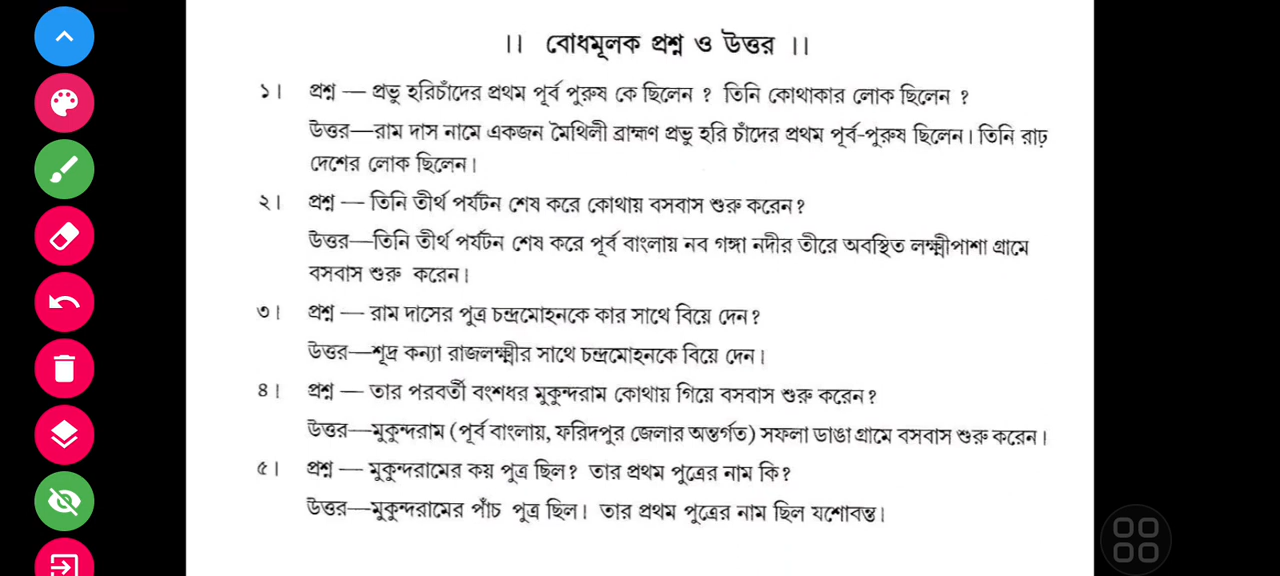 ।। বোধমূলক প্রশ্ন ও উত্তর ।।
১। প্রশ্ন — প্রভু হরিচাঁদের প্রথম পূর্ব পুরুষ কে ছিলেন ? তিনি কোথাকার লোক ছিলেন ?
উত্তর—রাম দাস নামে একজন মৈথিলী ব্রাহ্মণ প্রভু হরি চাঁদের প্রথম পূর্ব-পুরুষ ছিলেন। তিনি রাঢ়
দেশের লোক ছিলেন।
২। প্রশ্ন — তিনি তীর্থ পর্যটন শেষ করে কোথায় বসবাস শুরু করেন?
উত্তর—তিনি তীর্থ পর্যটন শেষ করে পূর্ব বাংলায় নব গঙ্গা নদীর তীরে অবস্থিত লক্ষ্মীপাশা গ্রামে
বসবাস শুরু করেন।
৩। প্রশ্ন — রাম দাসের পুত্র চন্দ্রমোহনকে কার সাথে বিয়ে দেন?
উত্তর—শূদ্র কন্যা রাজলক্ষ্মীর সাথে চন্দ্রমোহনকে বিয়ে দেন।
৪। প্রশ্ন — তার পরবর্তী বংশধর মুকুন্দরাম কোথায় গিয়ে বসবাস শুরু করেন?
উত্তর—মুকুন্দরাম (পূর্ব বাংলায়, ফরিদপুর জেলার অন্তর্গত) সফলা ডাঙা গ্রামে বসবাস শুরু করেন।
৫। প্রশ্ন — মুকুন্দরামের কয় পুত্র ছিল? তার প্রথম পুত্রের নাম কি?
উত্তর—মুকুন্দরামের পাঁচ পুত্র ছিল। তার প্রথম পুত্রের নাম ছিল যশোবন্ত।